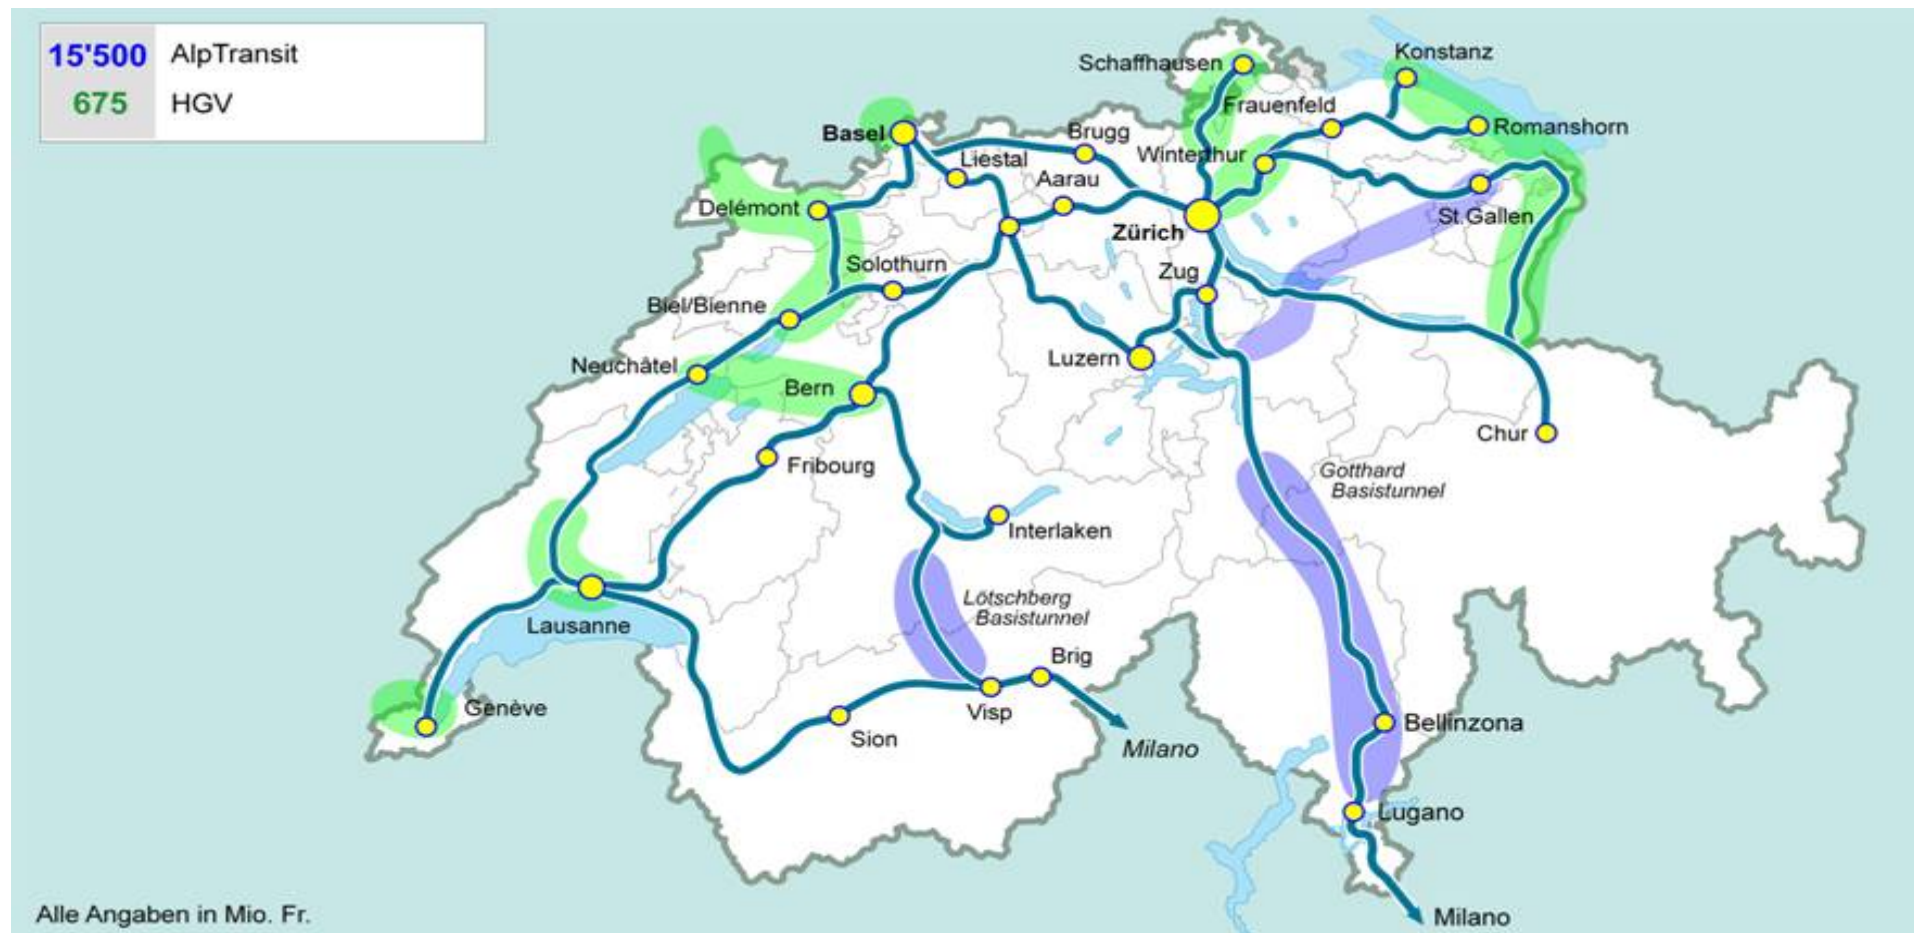 15'500 AlpTransit
675 HGV
Konstanz
Schaffhausen
Frauenfeld
Romanshorn
Basel
Brugg
Liestal
Winterthur
Aarau
Delémont
St.Gallen
Zürich
Solothurn
Zug
Biel/Bienne
Neuchâtel
Luzern
Bern
Chur
Fribourg
Gotthard
Basistunnel
Interlaken
Lötschberg
Basistunnel
Lausanne
Brig
Genève
Visp
Bellinzona
Sion
Milano
Lugano
Alle Angaben in Mio. Fr.
Milano